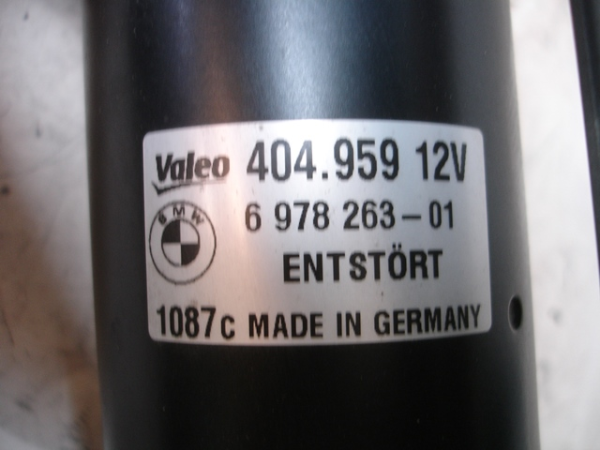 Valeo 404.959 12V
BMW 6 978 263-01
ENTSTÖRT
1087c MADE IN GERMANY